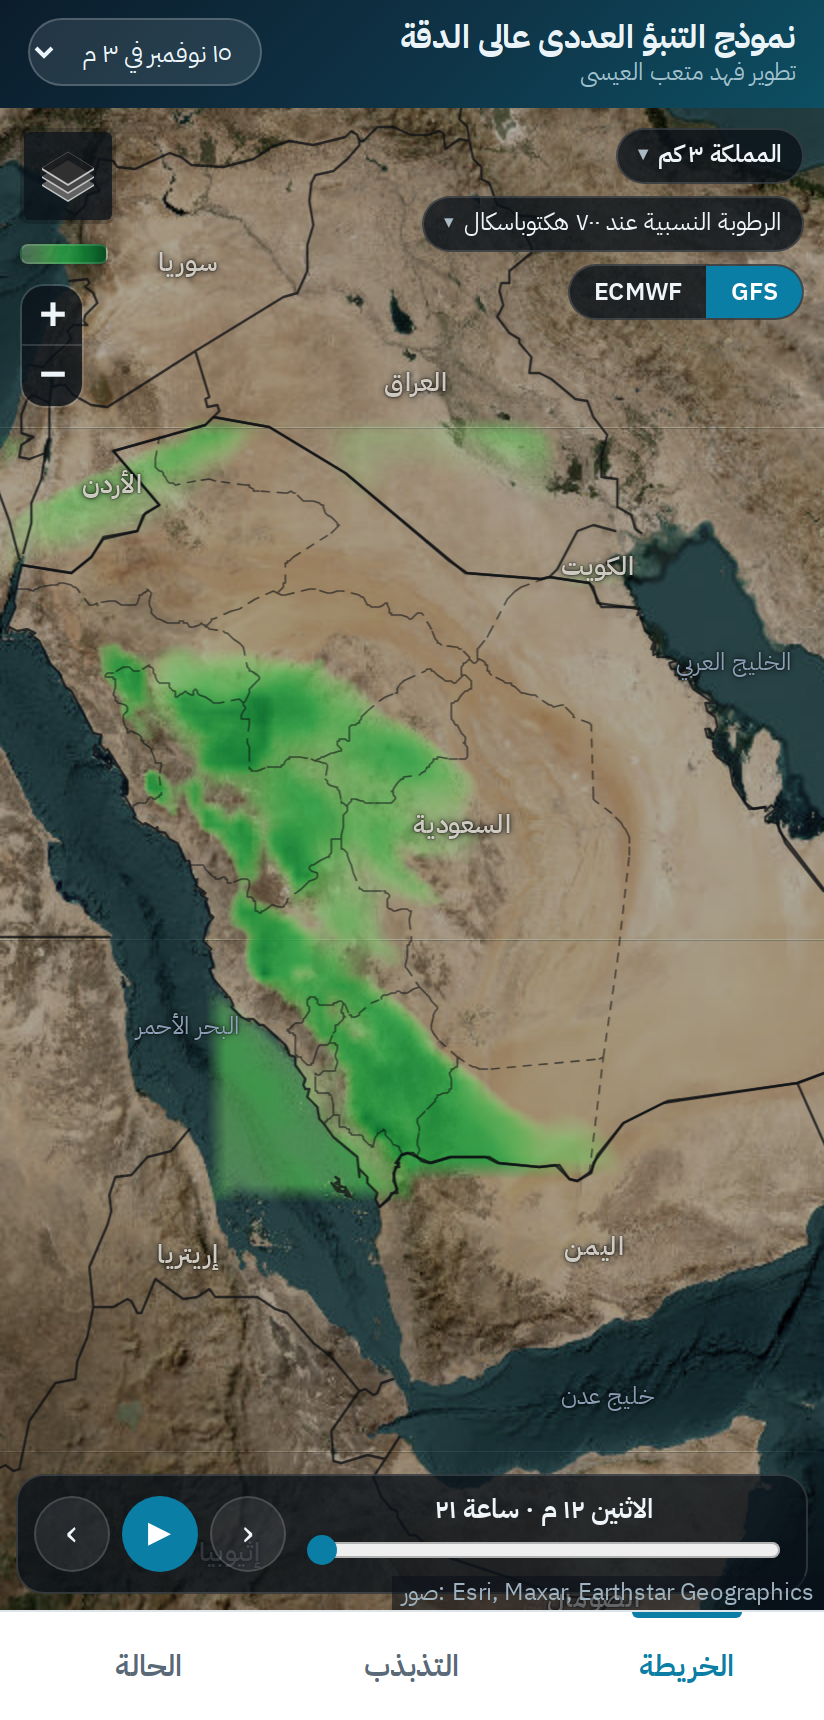 نموذج التنبؤ العددي عالي الدقة
تطوير فهد متعب العيسى
١٥ نوفمبر في ٣ م
المملكة ٣ كم
الرطوبة النسبية عند ٧٠٠ هكتوباسكال
GFS
ECMWF
+
−
سوريا
العراق
الأردن
الكويت
الخليج العربي
السعودية
البحر الأحمر
إريتريا
اليمن
خليج عدن
الاثنين ١٢ م · ساعة ٢١
إثيوبيا
الصومال
صور: Esri, Maxar, Earthstar Geographics
الخريطة
التذبذب
الحالة